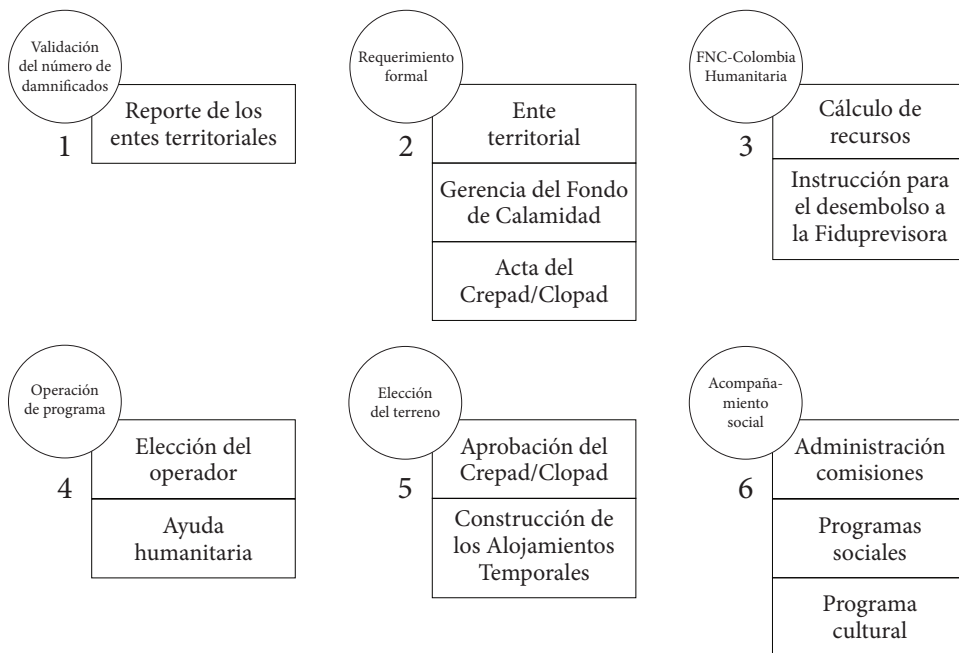 Validación
del número de
damnificados
1
Reporte de los
entes territoriales
Requerimiento
formal
2
Ente
territorial
Gerencia del Fondo
de Calamidad
Acta del
Crepad/Clopad
FNC-Colombia
Humanitaria
3
Cálculo de
recursos
Instrucción para
el desembolso a
la Fiduprevisora
Operación
de programa
4
Elección del
operador
Ayuda
humanitaria
Elección
del terreno
5
Aprobación del
Crepad/Clopad
Construcción de
los Alojamientos
Temporales
Acompaña-
miento
social
6
Administración
comisiones
Programas
sociales
Programa
cultural